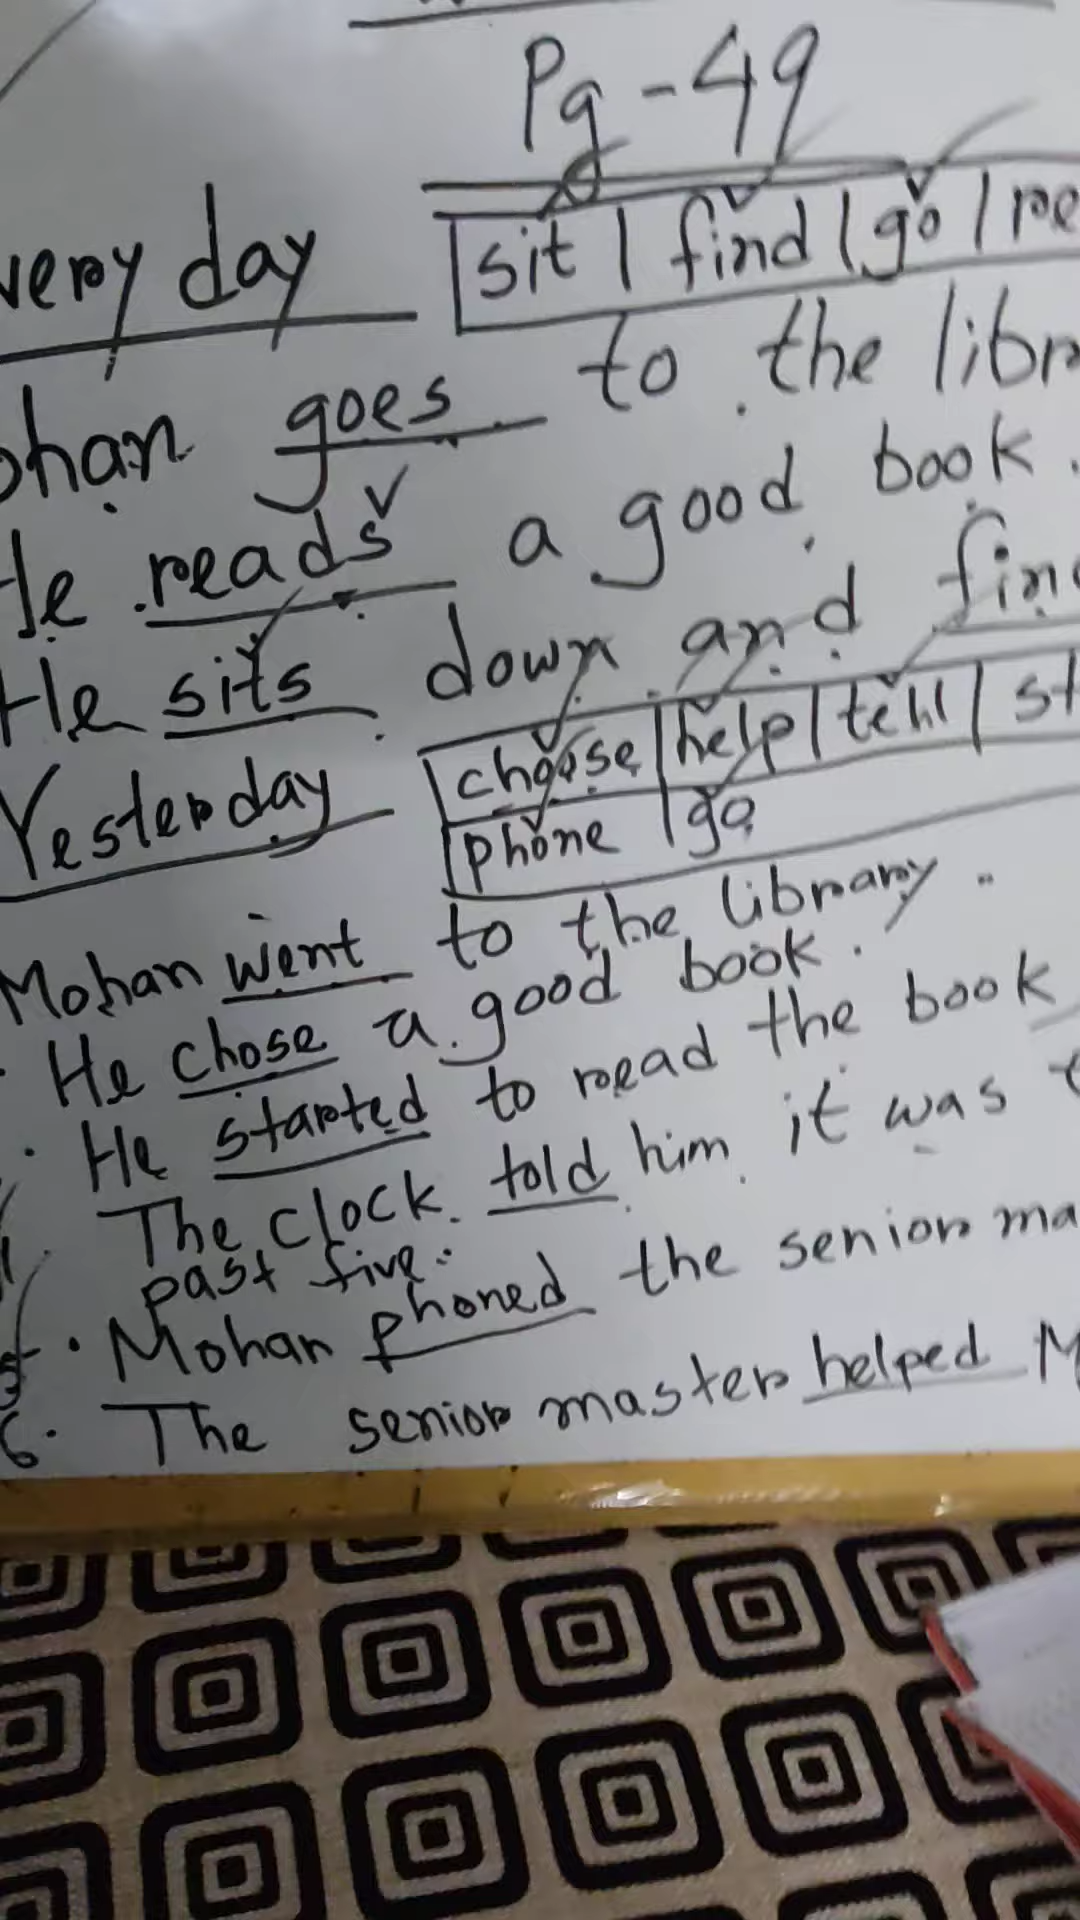 Pg-49
very day sit | find | go | re
ohan goes to the libr
He reads a good book.
He sits down and fin
Yesterday choose | help | tell | st
phone | go
Mohan went to the library.
He chose a good book.
He started to read the book
The clock told him it was t
past five.
Mohan phoned the senior ma
6. The senior master helped M